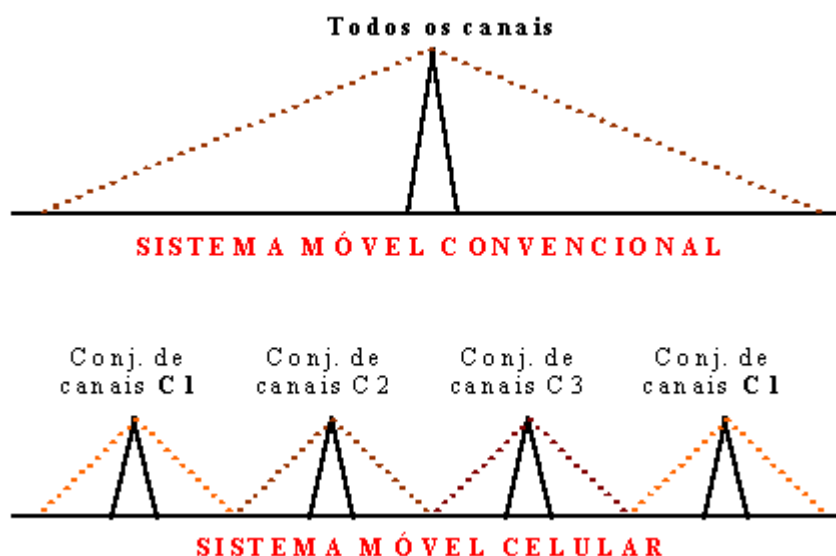 Todos os canais
SISTEMA MÓVEL CONVENCIONAL
Conj. de
canais C1
Conj. de
canais C2
Conj. de
canais C3
Conj. de
canais C1
SISTEMA MÓVEL CELULAR